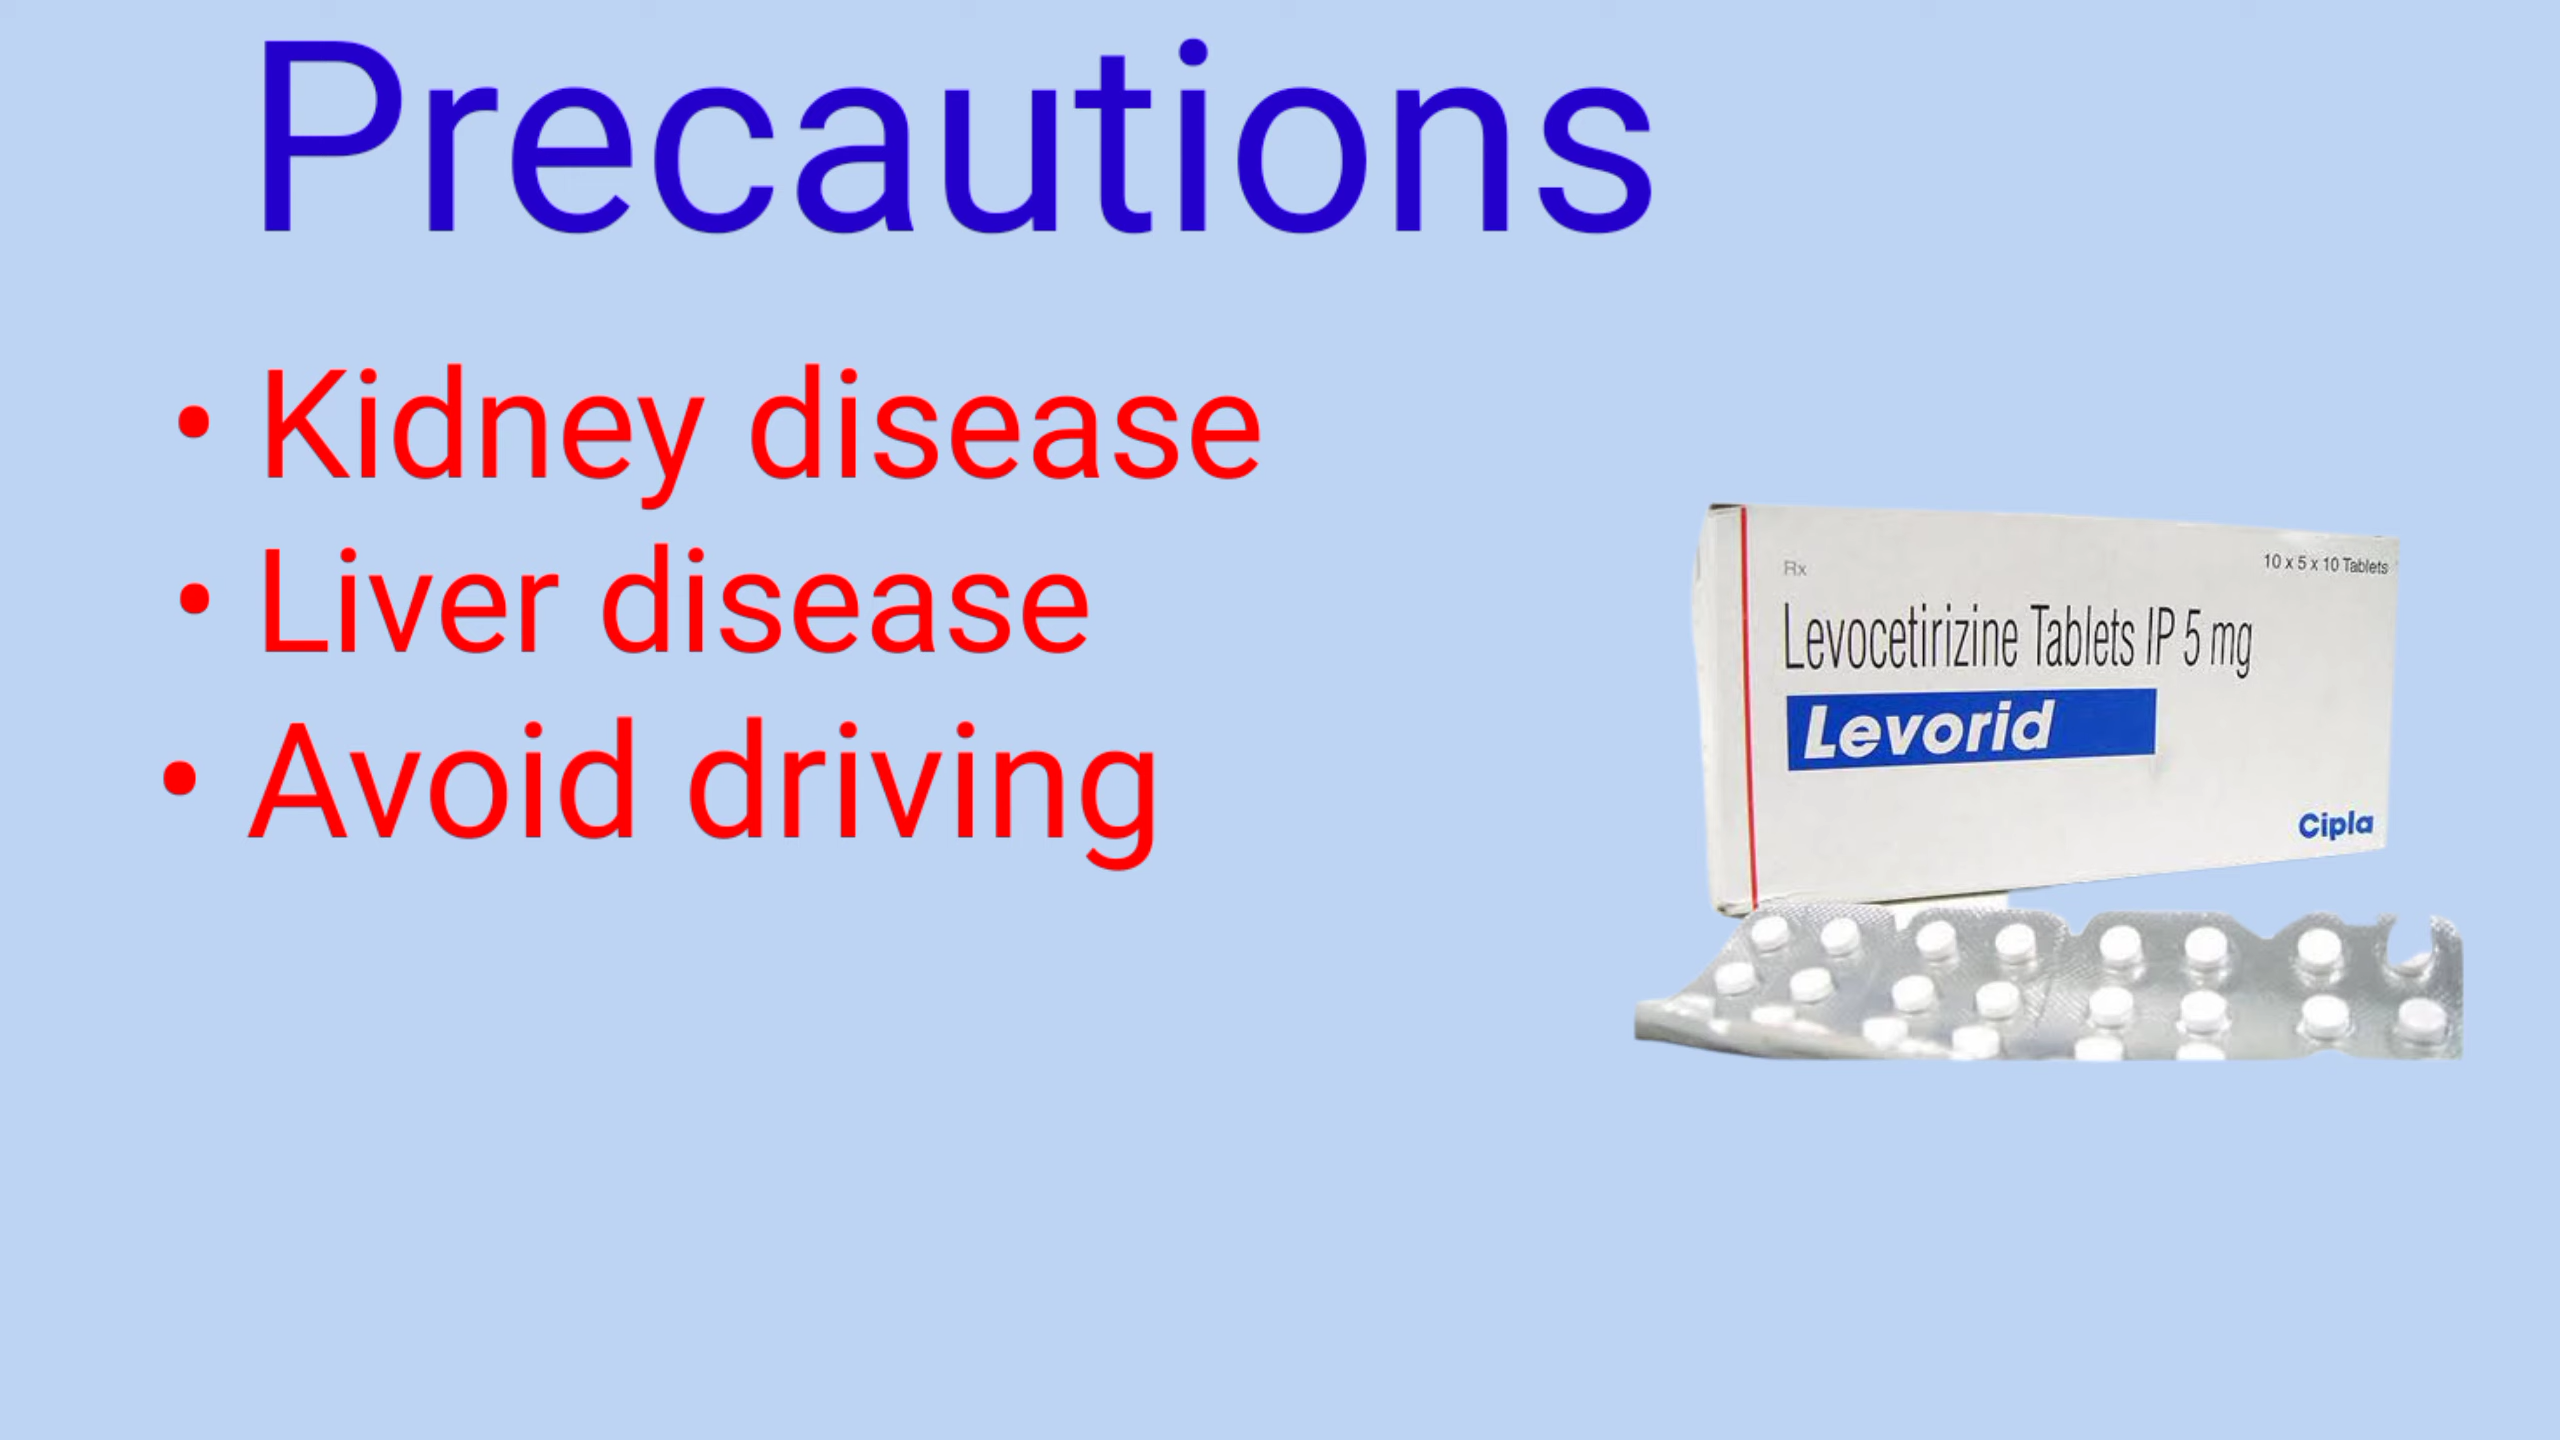 Precautions
• Kidney disease
• Liver disease
• Avoid driving
Rx
10 x 5 x 10 Tablets
Levocetirizine Tablets IP 5 mg
Levorid
Cipla